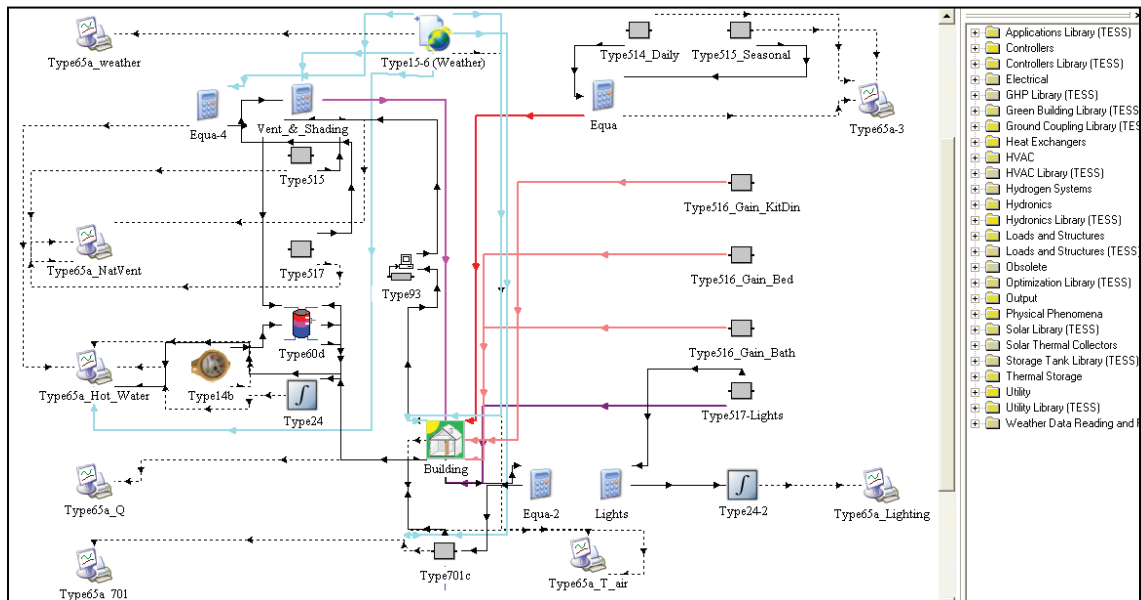 Type65a_weather
Type15-6 (Weather)
Type514_Daily
Type515_Seasonal
Equa-4
Vent_&_Shading
Equa
Type65a-3
Type515
Type516_Gain_KitDin
Type65a_NatVent
Type517
Type93
Type516_Gain_Bed
Type60d
Type516_Gain_Bath
Type65a_Hot_Water
Type14b
Type24
Type517-Lights
Building
Type65a_Q
Equa-2
Lights
Type24-2
Type65a_Lighting
Type701c
Type65a_T_air
Type65a_701
Applications Library (TESS)
Controllers
Controllers Library (TESS)
Electrical
GHP Library (TESS)
Green Building Library (TESS)
Ground Coupling Library (TES
Heat Exchangers
HVAC
HVAC Library (TESS)
Hydrogen Systems
Hydronics
Hydronics Library (TESS)
Loads and Structures
Loads and Structures (TESS)
Obsolete
Optimization Library (TESS)
Output
Physical Phenomena
Solar Library (TESS)
Solar Thermal Collectors
Storage Tank Library (TESS)
Thermal Storage
Utility
Utility Library (TESS)
Weather Data Reading and